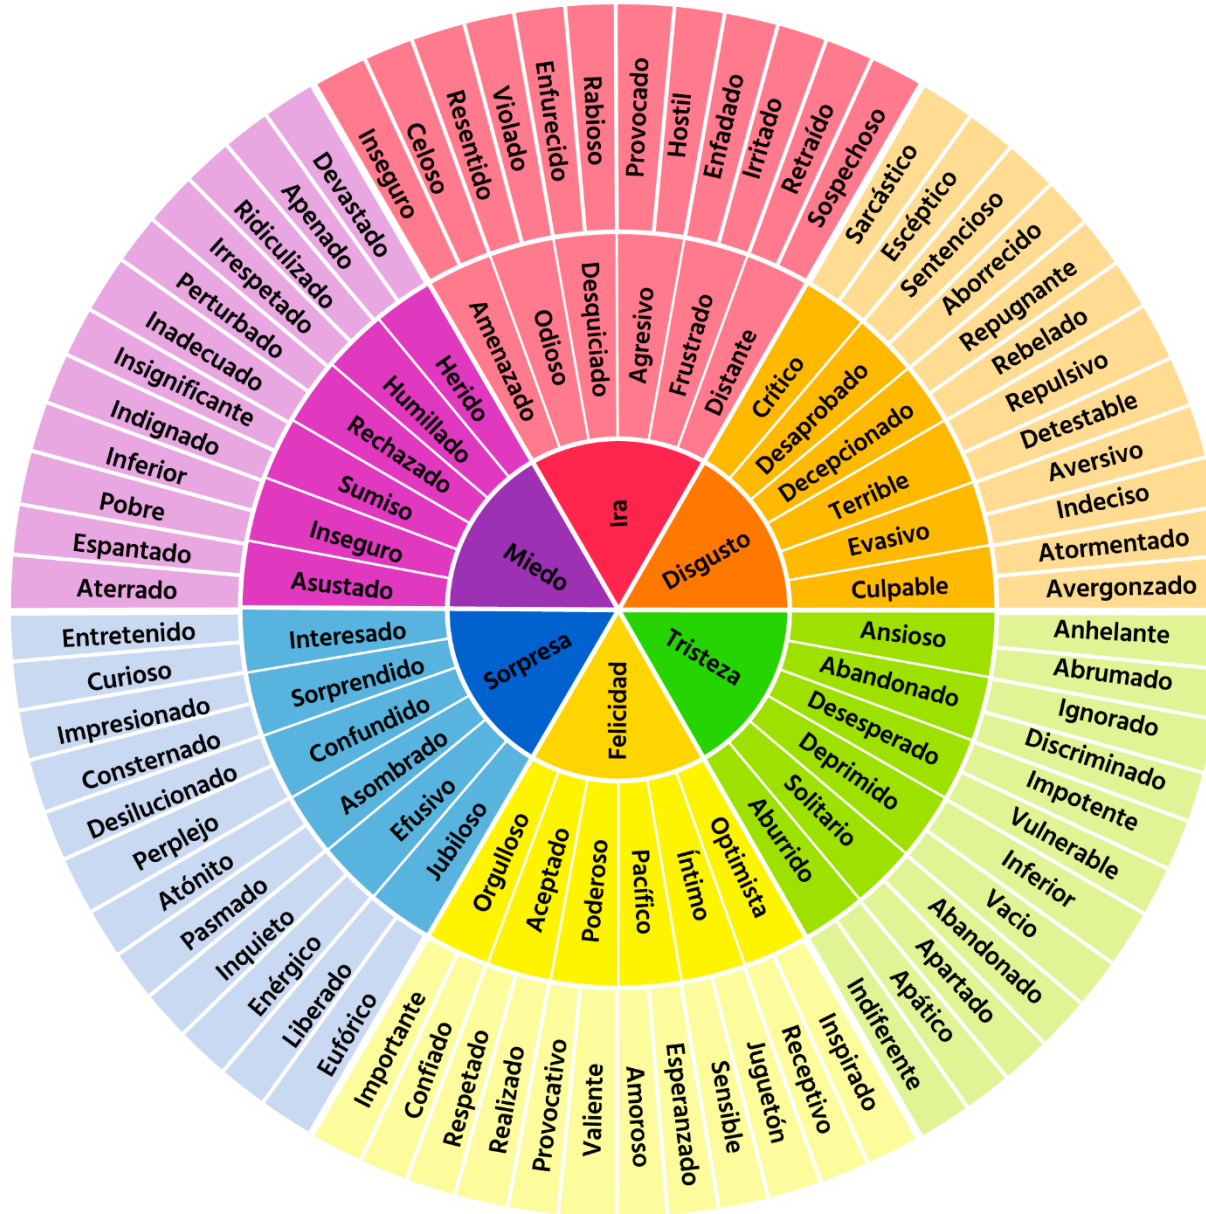 Ira
Disgusto
Tristeza
Felicidad
Sorpresa
Miedo
Amenazado
Odioso
Desquiciado
Agresivo
Frustrado
Distante
Crítico
Desaprobado
Decepcionado
Terrible
Evasivo
Culpable
Ansioso
Abandonado
Desesperado
Deprimido
Solitario
Aburrido
Optimista
Íntimo
Pacífico
Poderoso
Aceptado
Orgulloso
Jubiloso
Efusivo
Asombrado
Confundido
Sorprendido
Interesado
Asustado
Inseguro
Sumiso
Rechazado
Humillado
Herido
Inseguro
Celoso
Resentido
Violado
Enfurecido
Rabioso
Provocado
Hostil
Enfadado
Irritado
Retraído
Sospechoso
Sarcástico
Escéptico
Sentencioso
Aborrecido
Repugnante
Rebelado
Repulsivo
Detestable
Aversivo
Indeciso
Atormentado
Avergonzado
Anhelante
Abrumado
Ignorado
Discriminado
Impotente
Vulnerable
Inferior
Vacio
Abandonado
Apartado
Apático
Indiferente
Inspirado
Receptivo
Juguetón
Sensible
Esperanzado
Amoroso
Valiente
Provocativo
Realizado
Respetado
Confiado
Importante
Eufórico
Liberado
Enérgico
Inquieto
Pasmado
Atónito
Perplejo
Desilucionado
Consternado
Impresionado
Curioso
Entretenido
Aterrado
Espantado
Pobre
Inferior
Indignado
Insignificante
Inadecuado
Perturbado
Irrespetado
Ridiculizado
Apenado
Devastado